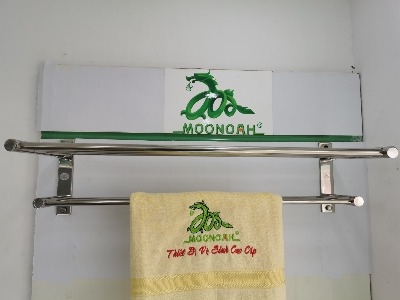 MOONOAH®
MOONOAH
Thiết Bị Vệ Sinh Cao Cấp